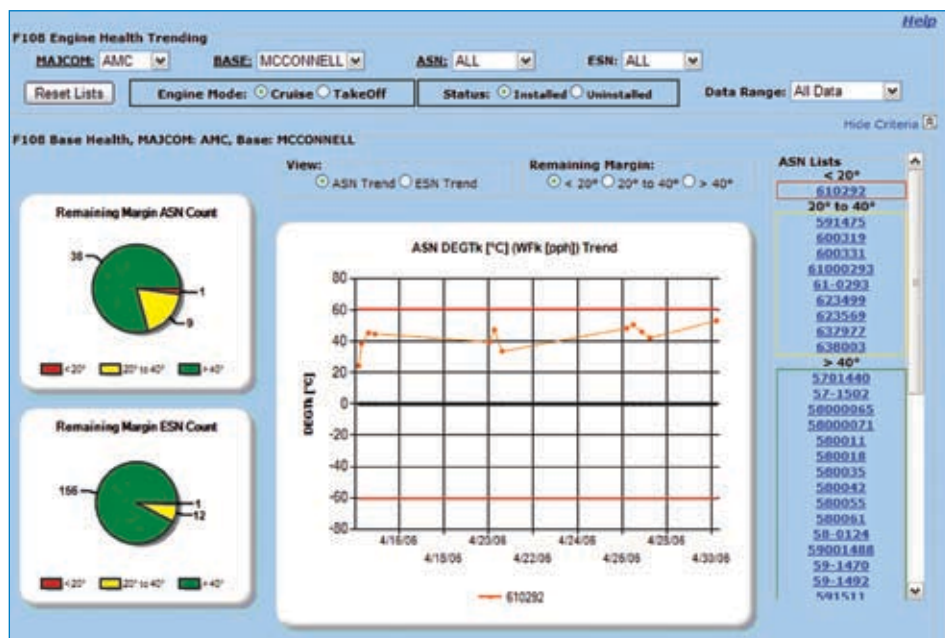 Help
F108 Engine Health Trending
MAJCOM: AMC BASE: MCCONNELL ASN: ALL ESN: ALL
Reset Lists Engine Mode: Cruise TakeOff Status: Installed Uninstalled Data Range: All Data
Hide Criteria
F108 Base Health, MAJCOM: AMC, Base: MCCONNELL
View:
ASN Trend ESN Trend
Remaining Margin:
< 20° 20° to 40° > 40°
Remaining Margin ASN Count
1
9
< 20° 20° to 40° > 40°
Remaining Margin ESN Count
1
12
< 20° 20° to 40° > 40°
ASN DEGTk [°C] (WFk [pph]) Trend
DEGTk [°C]
80
60
40
20
0
-20
-40
-60
-80
4/18/06
4/20/06
4/22/06
4/24/06
4/26/06
4/28/06
4/30/06
610292
ASN Lists
< 20°
610292
20° to 40°
591475
600319
600331
61000293
61-0293
623499
623569
637977
638003
> 40°
5701440
57-1502
58000065
58000071
580011
580018
580035
580042
580055
580061
58-0124
59001488
59-1470
59-1492
591511